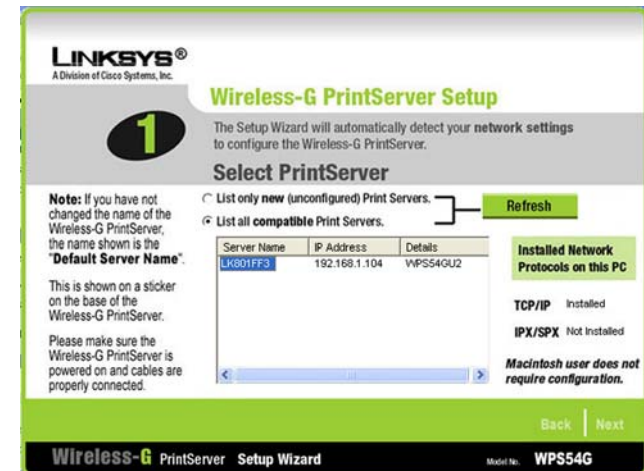 LINKSYS®
A Division of Cisco Systems, Inc.
Wireless-G PrintServer Setup
1
The Setup Wizard will automatically detect your network settings
to configure the Wireless-G PrintServer.
Select PrintServer
Note: If you have not
changed the name of the
Wireless-G PrintServer,
the name shown is the
"Default Server Name".
This is shown on a sticker
on the base of the
Wireless-G PrintServer.
Please make sure the
Wireless-G PrintServer is
powered on and cables are
properly connected.
List only new (unconfigured) Print Servers.
List all compatible Print Servers.
Refresh
Server Name IP Address Details
LK801FF3 192.168.1.104 WPS54GU2
Installed Network
Protocols on this PC
TCP/IP Installed
IPX/SPX Not Installed
Macintosh user does not
require configuration.
Back Next
Wireless-G PrintServer Setup Wizard Model No. WPS54G